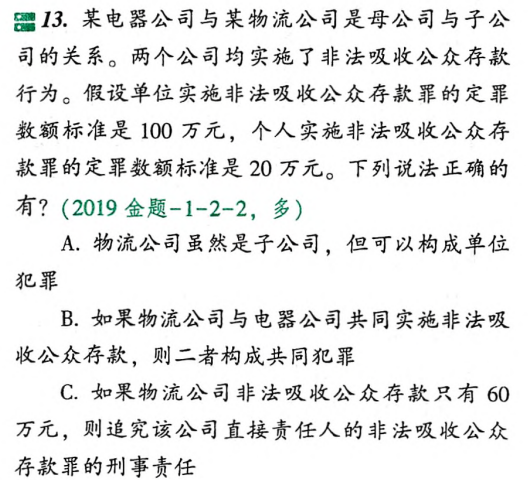 13. 某电器公司与某物流公司是母公司与子公
司的关系。两个公司均实施了非法吸收公众存款
行为。假设单位实施非法吸收公众存款罪的定罪
数额标准是 100 万元，个人实施非法吸收公众存
款罪的定罪数额标准是 20 万元。下列说法正确的
有？(2019 金题-1-2-2，多)
A. 物流公司虽然是子公司，但可以构成单位
犯罪
B. 如果物流公司与电器公司共同实施非法吸
收公众存款，则二者构成共同犯罪
C. 如果物流公司非法吸收公众存款只有 60
万元，则追究该公司直接责任人的非法吸收公众
存款罪的刑事责任